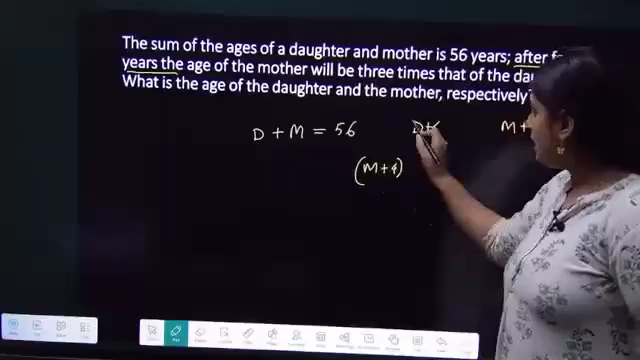 The sum of the ages of a daughter and mother is 56 years; after
years the age of the mother will be three times that of the
What is the age of the daughter and the mother, respectively?
D + M = 56 M+
(M+4)